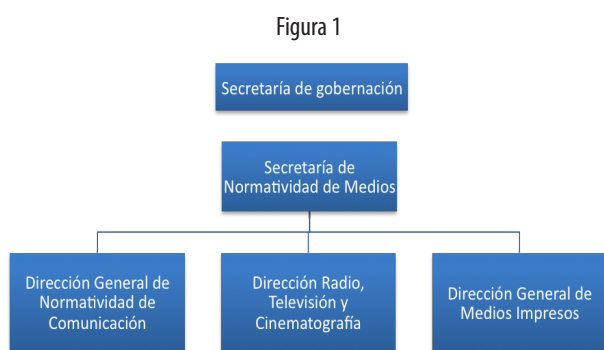 Figura 1
Secretaría de gobernación
Secretaría de
Normatividad de Medios
Dirección General de
Normatividad de
Comunicación
Dirección Radio,
Televisión y
Cinematografía
Dirección General de
Medios Impresos